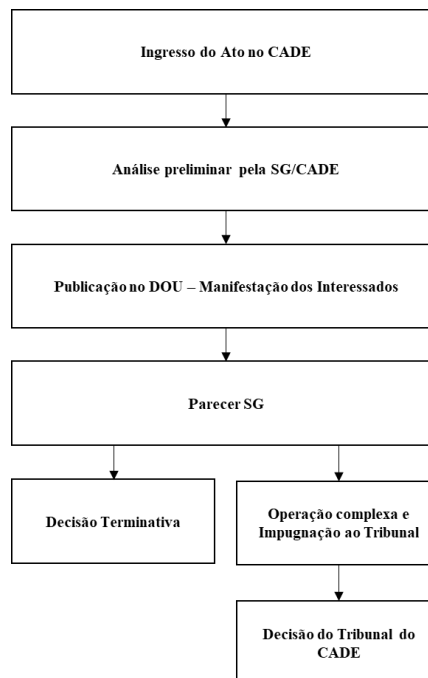 Ingresso do Ato no CADE
Análise preliminar pela SG/CADE
Publicação no DOU – Manifestação dos Interessados
Parecer SG
Decisão Terminativa
Operação complexa e
Impugnação ao Tribunal
Decisão do Tribunal do
CADE